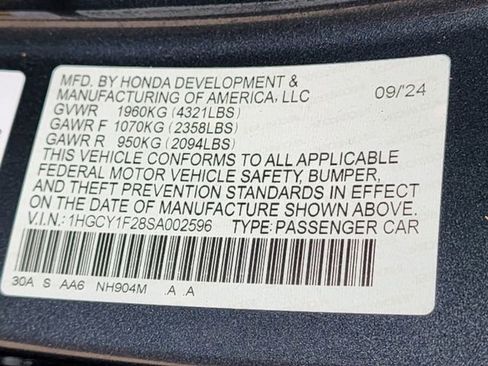 MFD. BY HONDA DEVELOPMENT &
MANUFACTURING OF AMERICA, LLC 09/'24
GVWR 1960KG (4321LBS)
GAWR F 1070KG (2358LBS)
GAWR R 950KG (2094LBS)
THIS VEHICLE CONFORMS TO ALL APPLICABLE
FEDERAL MOTOR VEHICLE SAFETY, BUMPER,
AND THEFT PREVENTION STANDARDS IN EFFECT
ON THE DATE OF MANUFACTURE SHOWN ABOVE.
V.I.N.: 1HGCY1F28SA002596 TYPE: PASSENGER CAR
30A S AA6 NH904M .A .A